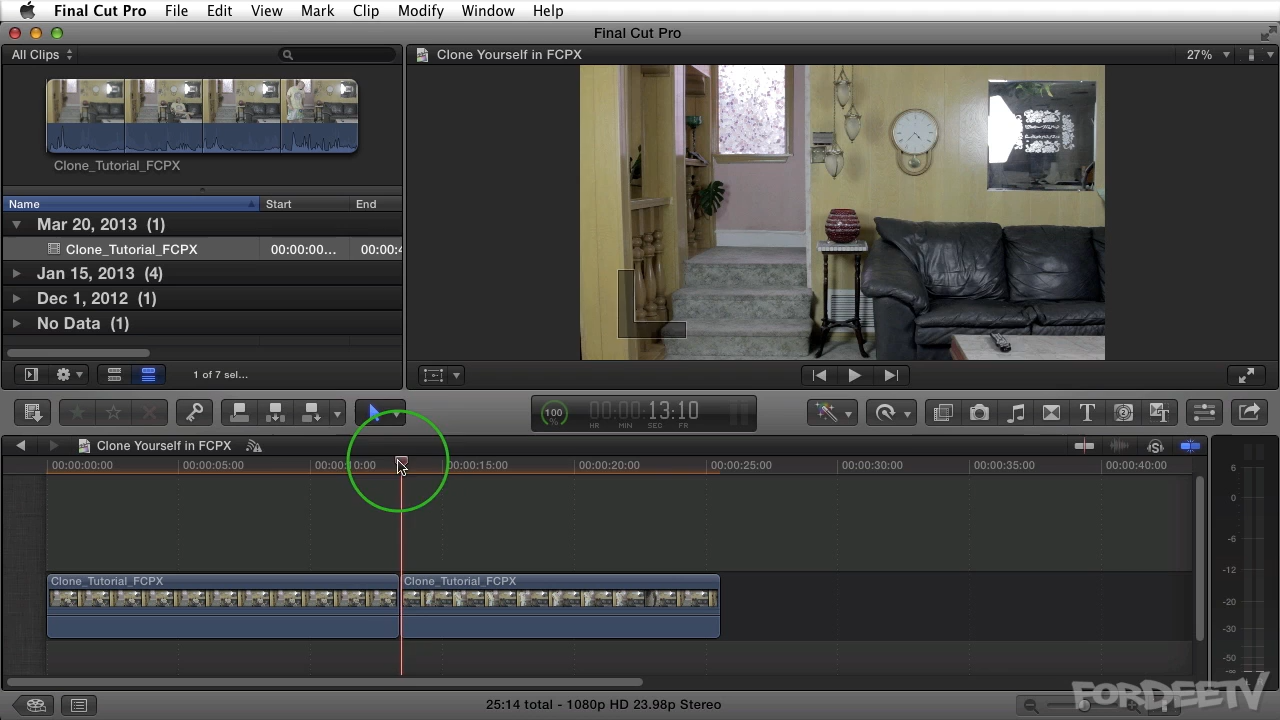 Final Cut Pro File Edit View Mark Clip Modify Window Help
Final Cut Pro
All Clips
Clone Yourself in FCPX
27%
Clone_Tutorial_FCPX
Name Start End
Mar 20, 2013 (1)
Clone_Tutorial_FCPX 00:00:00... 00:00:4
Jan 15, 2013 (4)
Dec 1, 2012 (1)
No Data (1)
1 of 7 sel...
100 %
00:00:13:10
HR MIN SEC FR
Clone Yourself in FCPX
00:00:00:00 00:00:05:00 00:00:10:00 00:00:15:00 00:00:20:00 00:00:25:00 00:00:30:00 00:00:35:00 00:00:40:00
6
0
-6
-12
-20
-30
-50
-∞
Clone_Tutorial_FCPX Clone_Tutorial_FCPX
25:14 total - 1080p HD 23.98p Stereo
FORDEETV